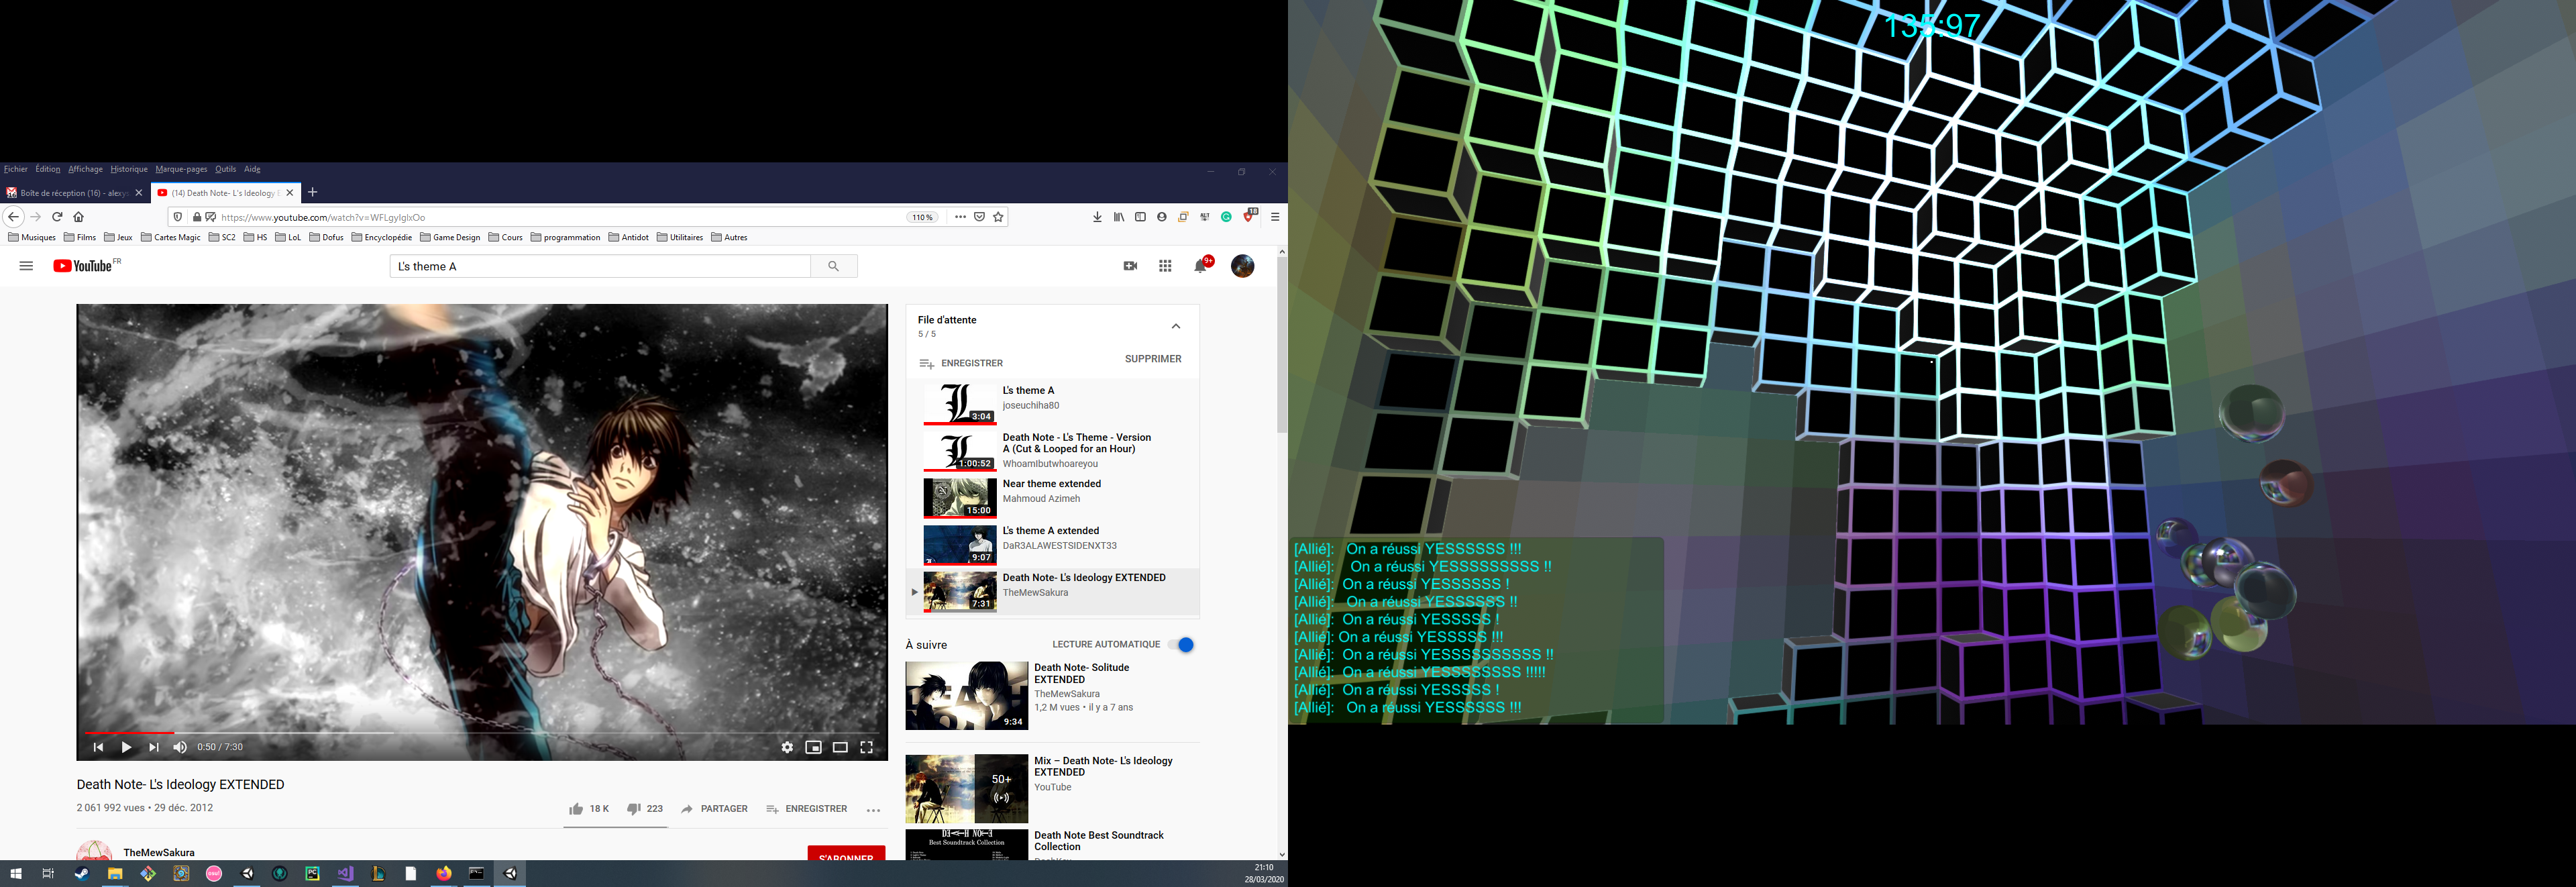 Fichier Édition Affichage Historique Marque-pages Outils Aide
Boîte de réception (16) - alexy
(14) Death Note- L's Ideology E
https://www.youtube.com/watch?v=WFLgyIglxOo
110 %
18
Musiques Films Jeux Cartes Magic SC2 HS LoL Dofus Encyclopédie Game Design Cours programmation Antidot Utilitaires Autres
YouTube FR
L's theme A
9+
File d'attente
5 / 5
ENREGISTRER
SUPPRIMER
L's theme A
joseuchiha80
3:04
Death Note - L's Theme - Version
A (Cut & Looped for an Hour)
WhoamIbutwhoareyou
1:00:52
Near theme extended
Mahmoud Azimeh
15:00
L's theme A extended
DaR3ALAWESTSIDENXT33
9:07
Death Note- L's Ideology EXTENDED
TheMewSakura
7:31
À suivre
LECTURE AUTOMATIQUE
Death Note- Solitude
EXTENDED
TheMewSakura
1,2 M vues • il y a 7 ans
9:34
Mix – Death Note- L's Ideology
EXTENDED
YouTube
50+
Death Note Best Soundtrack
Collection
Best Soundtrack Collection
0:50 / 7:30
Death Note- L's Ideology EXTENDED
2 061 992 vues • 29 déc. 2012
18 K
223
PARTAGER
ENREGISTRER
TheMewSakura
S'ABONNER
21:10
28/03/2020
135:97
[Allié]: On a réussi YESSSSSS !!!
[Allié]: On a réussi YESSSSSSSSS !!
[Allié]: On a réussi YESSSSSS !
[Allié]: On a réussi YESSSSSS !!
[Allié]: On a réussi YESSSSS !
[Allié]: On a réussi YESSSSS !!!
[Allié]: On a réussi YESSSSSSSSSS !!
[Allié]: On a réussi YESSSSSSSSS !!!!!
[Allié]: On a réussi YESSSSS !
[Allié]: On a réussi YESSSSSS !!!